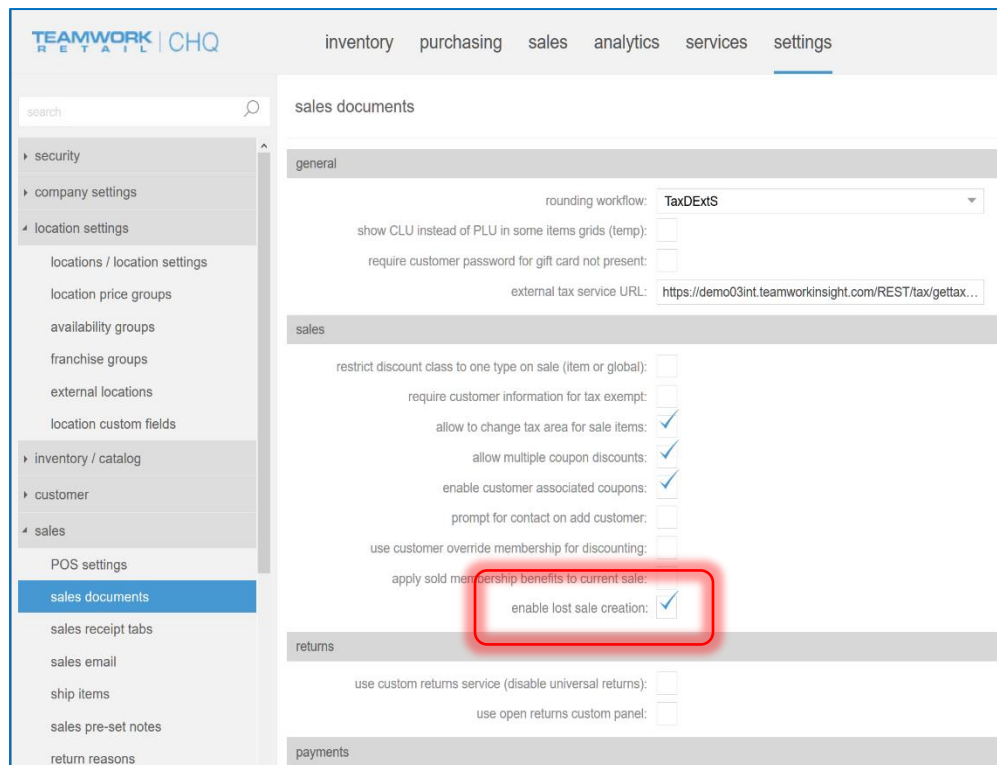 TEAMWORK RETAIL | CHQ
inventory purchasing sales analytics services settings
search
security
company settings
location settings
locations / location settings
location price groups
availability groups
franchise groups
external locations
location custom fields
inventory / catalog
customer
sales
POS settings
sales documents
sales receipt tabs
sales email
ship items
sales pre-set notes
return reasons
sales documents
general
rounding workflow: TaxDExtS
show CLU instead of PLU in some items grids (temp):
require customer password for gift card not present:
external tax service URL: https://demo03int.teamworkinsight.com/REST/tax/gettax...
sales
restrict discount class to one type on sale (item or global):
require customer information for tax exempt:
allow to change tax area for sale items:
allow multiple coupon discounts:
enable customer associated coupons:
prompt for contact on add customer:
use customer override membership for discounting:
apply sold membership benefits to current sale:
enable lost sale creation:
returns
use custom returns service (disable universal returns):
use open returns custom panel:
payments